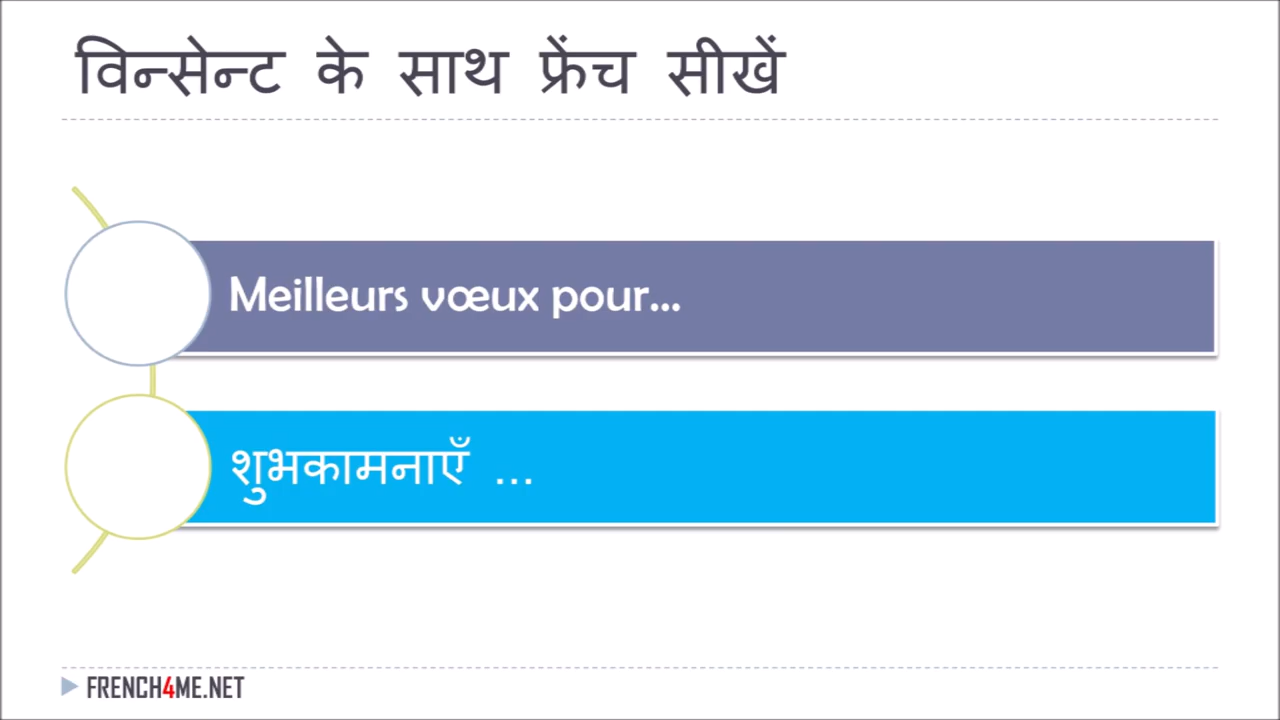 विन्सेन्ट के साथ फ्रेंच सीखें
Meilleurs vœux pour...
शुभकामनाएँ ...
FRENCH4ME.NET